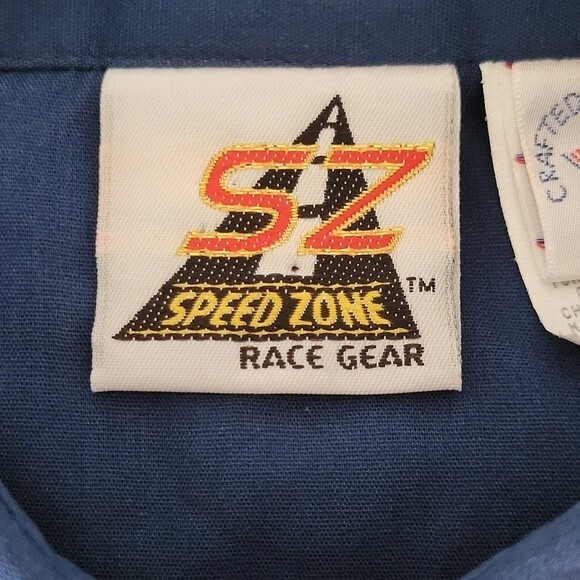 SZ
SPEED ZONE
TM
RACE GEAR
CRAFTED